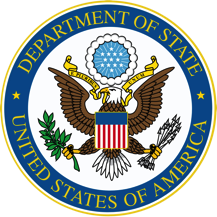 DEPARTMENT OF STATE
UNITED STATES OF AMERICA